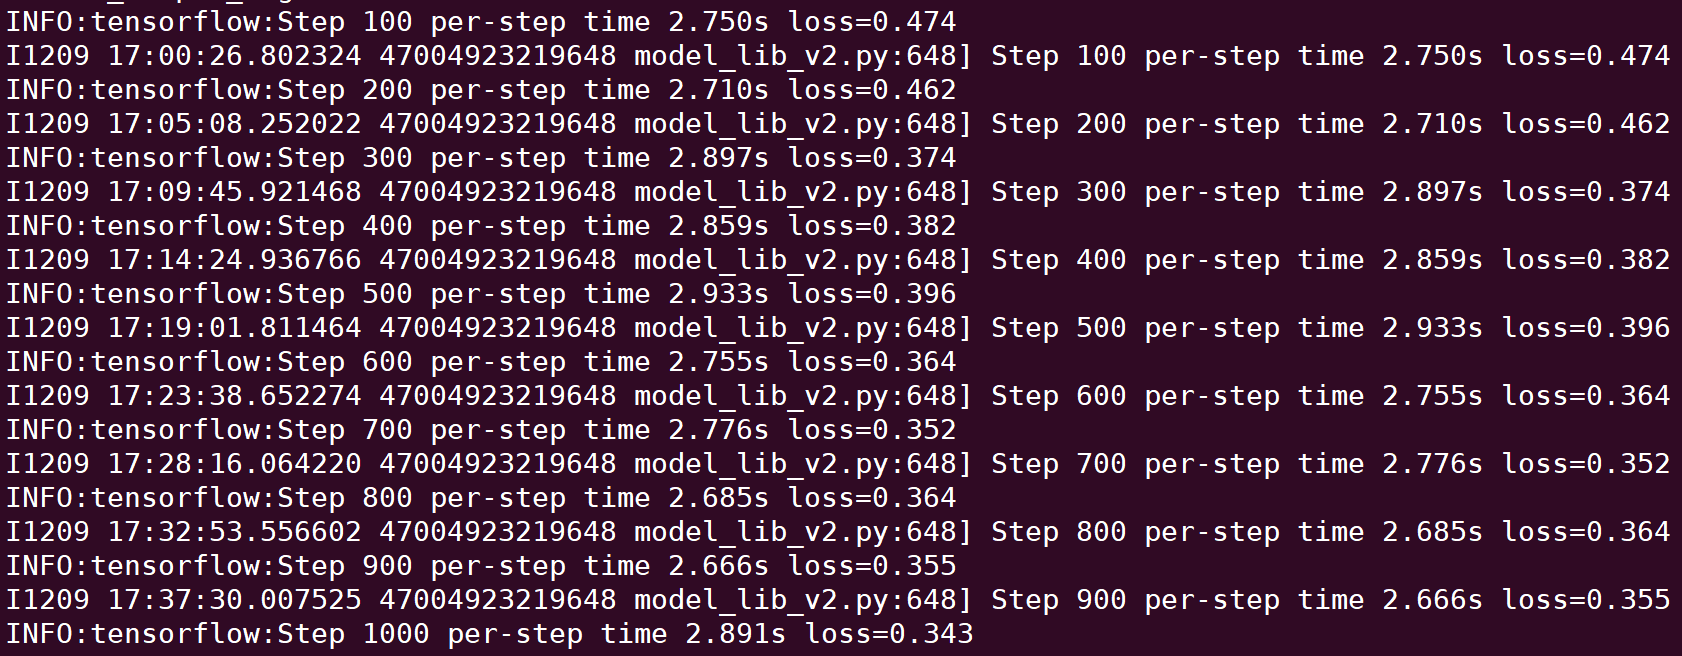 INFO:tensorflow:Step 100 per-step time 2.750s loss=0.474
I1209 17:00:26.802324 47004923219648 model_lib_v2.py:648] Step 100 per-step time 2.750s loss=0.474
INFO:tensorflow:Step 200 per-step time 2.710s loss=0.462
I1209 17:05:08.252022 47004923219648 model_lib_v2.py:648] Step 200 per-step time 2.710s loss=0.462
INFO:tensorflow:Step 300 per-step time 2.897s loss=0.374
I1209 17:09:45.921468 47004923219648 model_lib_v2.py:648] Step 300 per-step time 2.897s loss=0.374
INFO:tensorflow:Step 400 per-step time 2.859s loss=0.382
I1209 17:14:24.936766 47004923219648 model_lib_v2.py:648] Step 400 per-step time 2.859s loss=0.382
INFO:tensorflow:Step 500 per-step time 2.933s loss=0.396
I1209 17:19:01.811464 47004923219648 model_lib_v2.py:648] Step 500 per-step time 2.933s loss=0.396
INFO:tensorflow:Step 600 per-step time 2.755s loss=0.364
I1209 17:23:38.652274 47004923219648 model_lib_v2.py:648] Step 600 per-step time 2.755s loss=0.364
INFO:tensorflow:Step 700 per-step time 2.776s loss=0.352
I1209 17:28:16.064220 47004923219648 model_lib_v2.py:648] Step 700 per-step time 2.776s loss=0.352
INFO:tensorflow:Step 800 per-step time 2.685s loss=0.364
I1209 17:32:53.556602 47004923219648 model_lib_v2.py:648] Step 800 per-step time 2.685s loss=0.364
INFO:tensorflow:Step 900 per-step time 2.666s loss=0.355
I1209 17:37:30.007525 47004923219648 model_lib_v2.py:648] Step 900 per-step time 2.666s loss=0.355
INFO:tensorflow:Step 1000 per-step time 2.891s loss=0.343